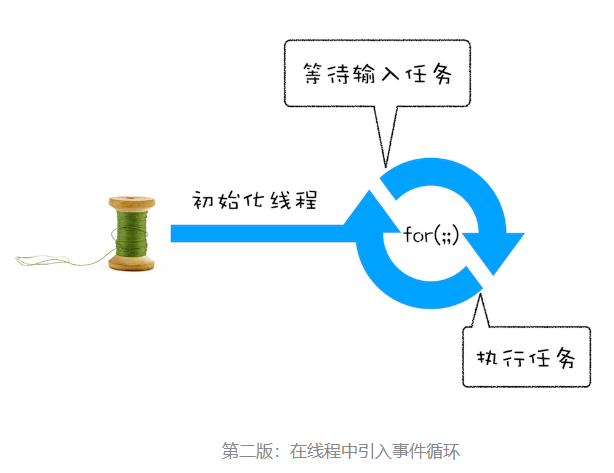 等待输入任务
初始化线程
for(;;)
执行任务
第二版：在线程中引入事件循环